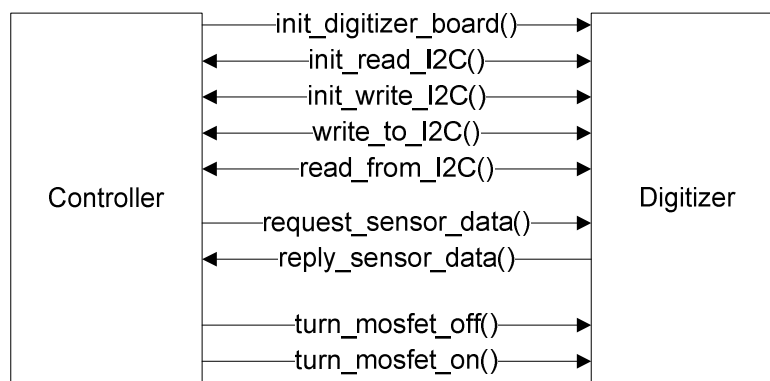 init_digitizer_board()
init_read_I2C()
init_write_I2C()
write_to_I2C()
read_from_I2C()
Controller
Digitizer
request_sensor_data()
reply_sensor_data()
turn_mosfet_off()
turn_mosfet_on()